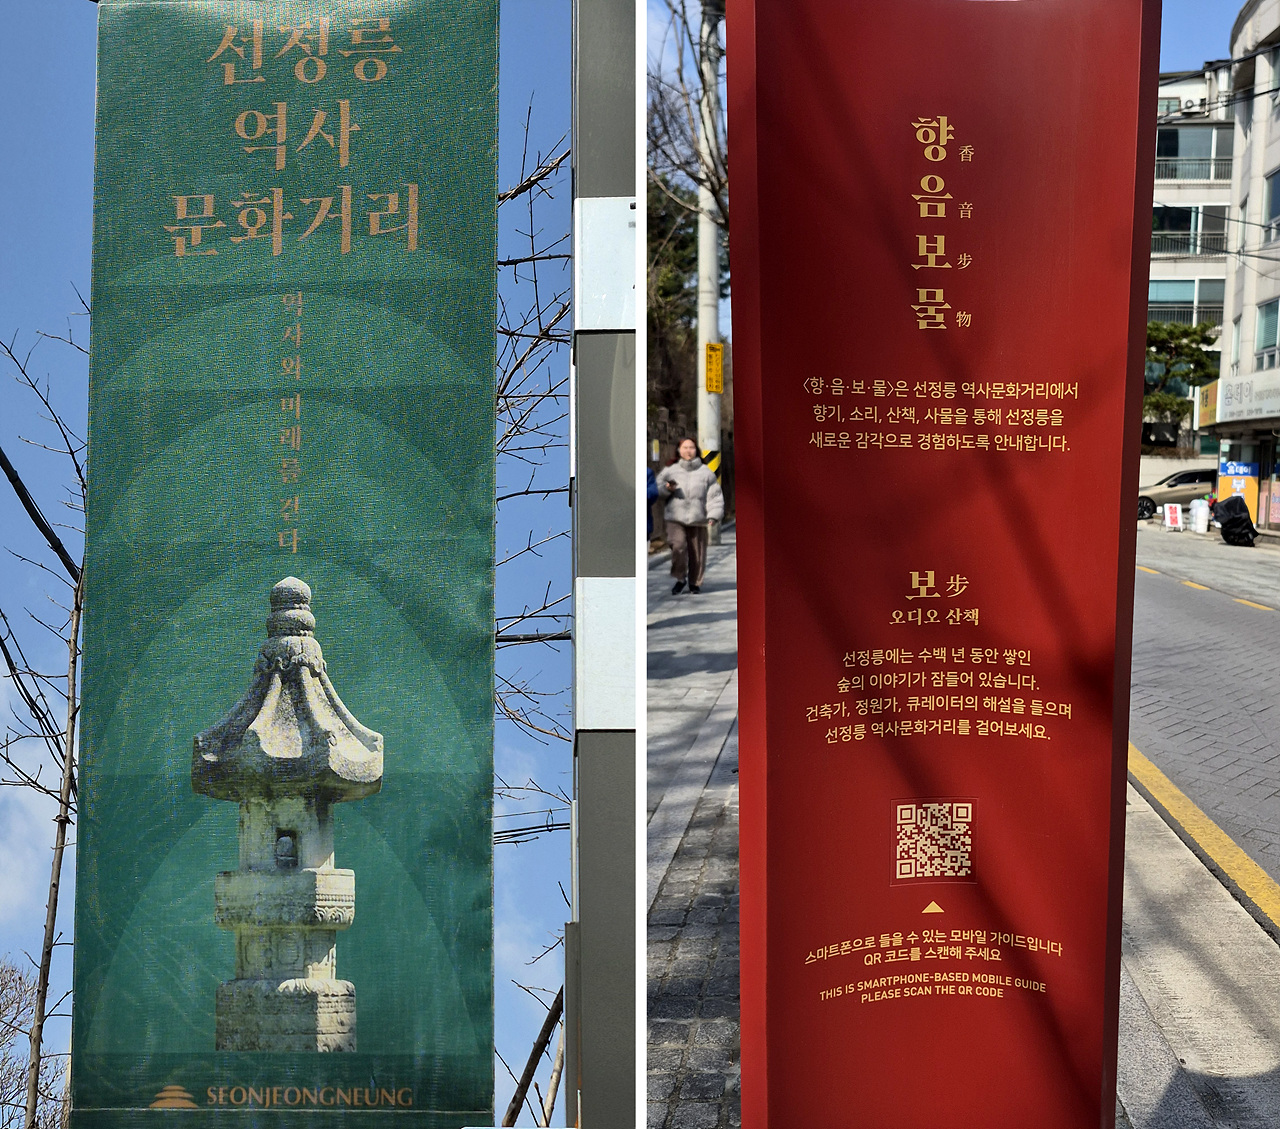 선정릉
역사
문화거리
역사와 미래를 걷다
SEONJEONGNEUNG
향香
음音
보步
물物
〈향·음·보·물〉은 선정릉 역사문화거리에서
향기, 소리, 산책, 사물을 통해 선정릉을
새로운 감각으로 경험하도록 안내합니다.
보步
오디오 산책
선정릉에는 수백 년 동안 쌓인
숲의 이야기가 잠들어 있습니다.
건축가, 정원가, 큐레이터의 해설을 들으며
선정릉 역사문화거리를 걸어보세요.
스마트폰으로 들을 수 있는 모바일 가이드입니다
QR 코드를 스캔해 주세요
THIS IS SMARTPHONE-BASED MOBILE GUIDE
PLEASE SCAN THE QR CODE